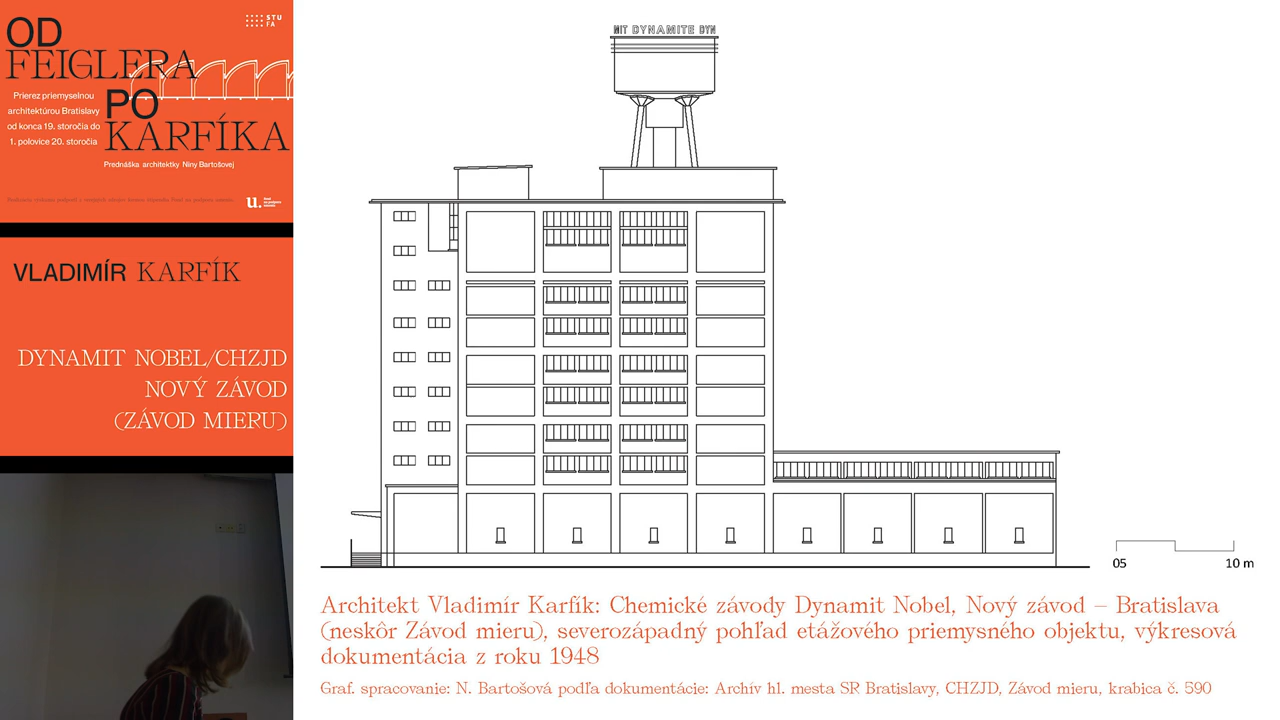 OD
FEIGLERA
PO
KARFÍKA
Prierez priemyselnou
architektúrou Bratislavy
od konca 19. storočia do
1. polovice 20. storočia
Prednáška architektky Niny Bartošovej
STU
FA
u.
VLADIMÍR KARFÍK
DYNAMIT NOBEL/CHZJD
NOVÝ ZÁVOD
(ZÁVOD MIERU)
MIT DYNAMITE DYN
05 10 m
Architekt Vladimír Karfík: Chemické závody Dynamit Nobel, Nový závod – Bratislava
(neskôr Závod mieru), severozápadný pohľad etážového priemysného objektu, výkresová
dokumentácia z roku 1948
Graf. spracovanie: N. Bartošová podľa dokumentácie: Archív hl. mesta SR Bratislavy, CHZJD, Závod mieru, krabica č. 590